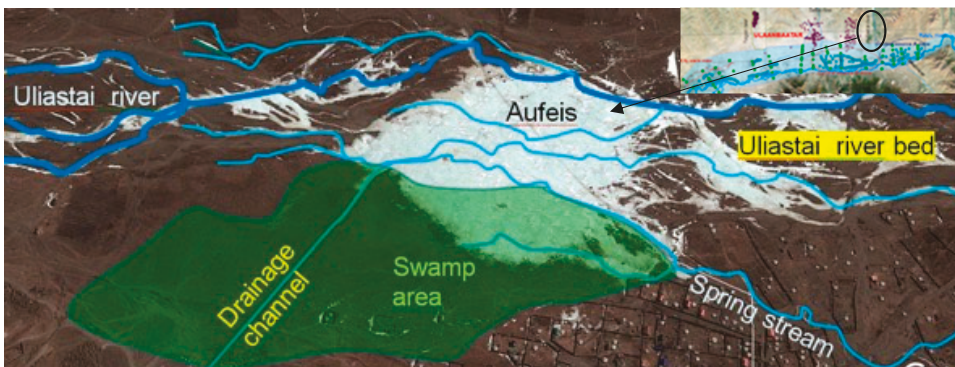 ULAANBAATAR
Uliastai river
Aufeis
Uliastai river bed
Drainage
channel
Swamp
area
Spring stream